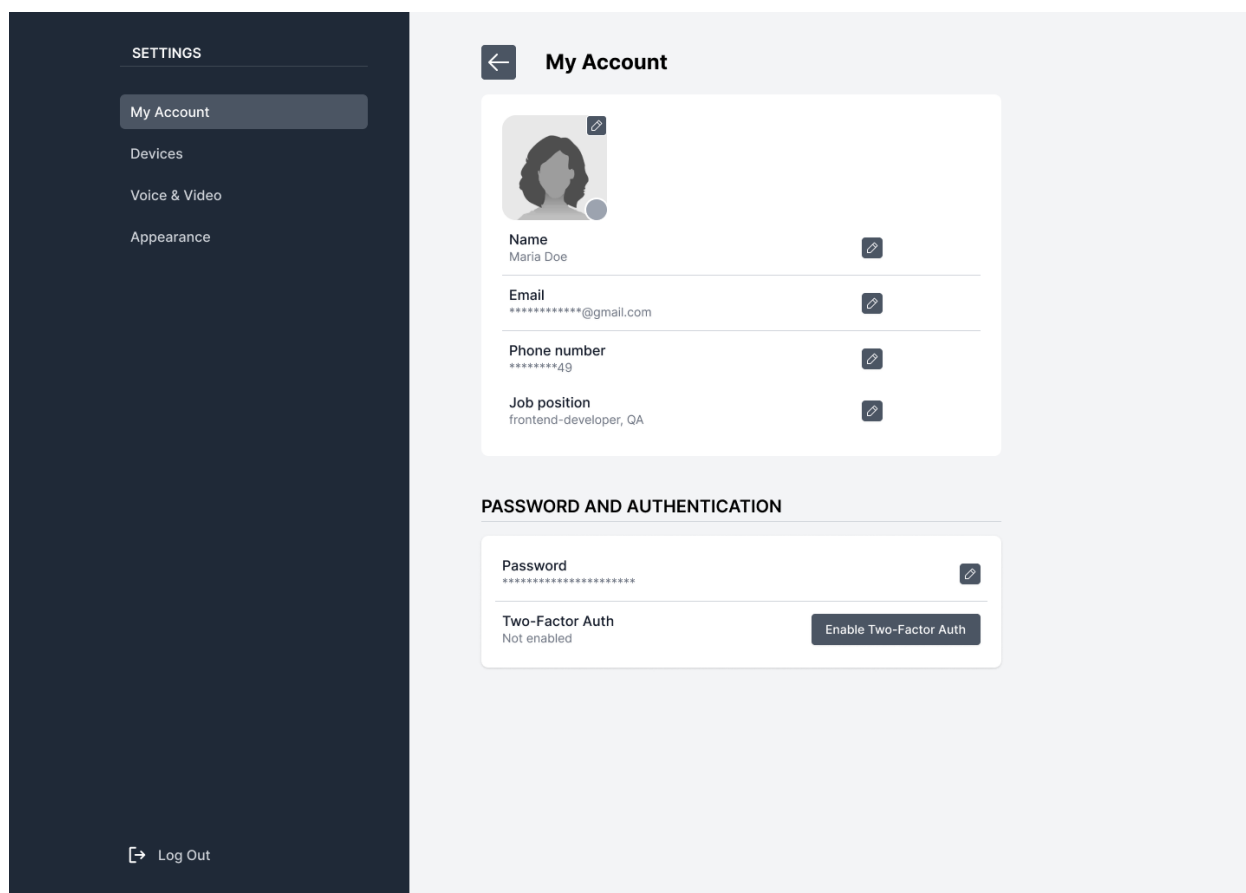 SETTINGS
My Account
Devices
Voice & Video
Appearance
Log Out
My Account
Name
Maria Doe
Email
************@gmail.com
Phone number
********49
Job position
frontend-developer, QA
PASSWORD AND AUTHENTICATION
Password
**********************
Two-Factor Auth
Not enabled
Enable Two-Factor Auth